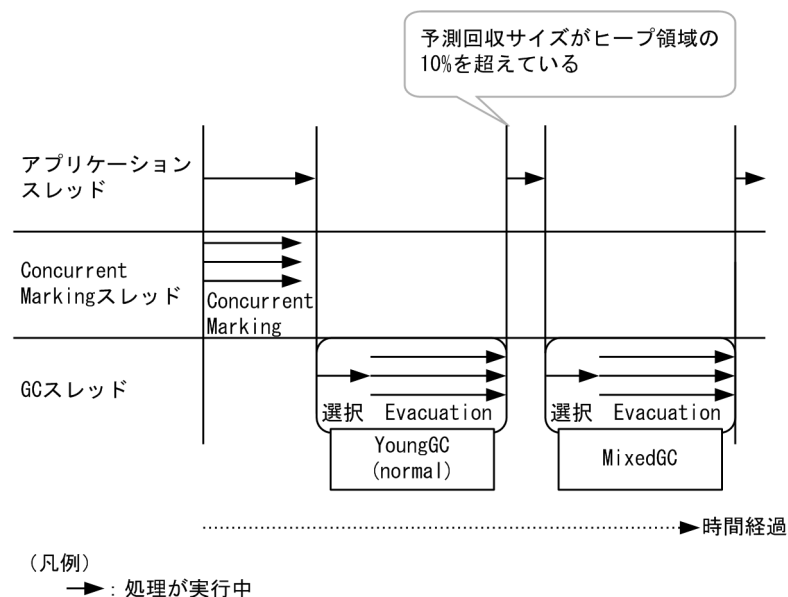 予測回収サイズがヒープ領域の
10%を超えている
アプリケーション
スレッド
Concurrent
Markingスレッド
Concurrent
Marking
GCスレッド
選択 Evacuation
選択 Evacuation
YoungGC
(normal)
MixedGC
時間経過
(凡例)
: 処理が実行中